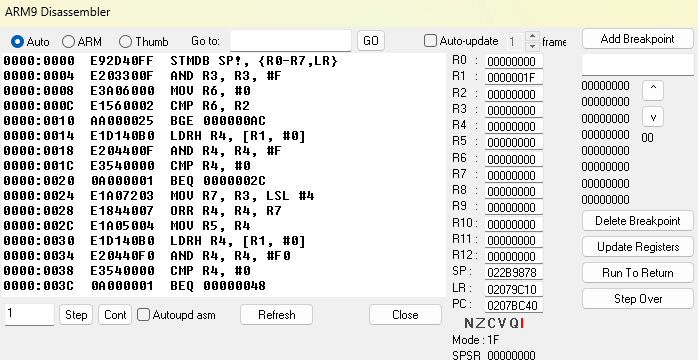 ARM9 Disassembler
Auto ARM Thumb Go to: GO Auto-update 1 frame Add Breakpoint
0000:0000 E92D40FF STMDB SP!, {R0-R7,LR}
0000:0004 E203300F AND R3, R3, #F
0000:0008 E3A06000 MOV R6, #0
0000:000C E1560002 CMP R6, R2
0000:0010 AA000025 BGE 000000AC
0000:0014 E1D140B0 LDRH R4, [R1, #0]
0000:0018 E204400F AND R4, R4, #F
0000:001C E3540000 CMP R4, #0
0000:0020 0A000001 BEQ 0000002C
0000:0024 E1A07203 MOV R7, R3, LSL #4
0000:0028 E1844007 ORR R4, R4, R7
0000:002C E1A05004 MOV R5, R4
0000:0030 E1D140B0 LDRH R4, [R1, #0]
0000:0034 E20440F0 AND R4, R4, #F0
0000:0038 E3540000 CMP R4, #0
0000:003C 0A000001 BEQ 00000048
R0 : 00000000
R1 : 0000001F
R2 : 00000000
R3 : 00000000
R4 : 00000000
R5 : 00000000
R6 : 00000000
R7 : 00000000
R8 : 00000000
R9 : 00000000
R10 : 00000000
R11 : 00000000
R12 : 00000000
SP : 022B9878
LR : 02079C10
PC : 0207BC40
NZCVQI
Mode : 1F
SPSR 00000000
00000000 ^
00000000
00000000 v
00000000 00
00000000
00000000
00000000
Delete Breakpoint
Update Registers
Run To Return
Step Over
1 Step Cont Autoupd asm Refresh Close